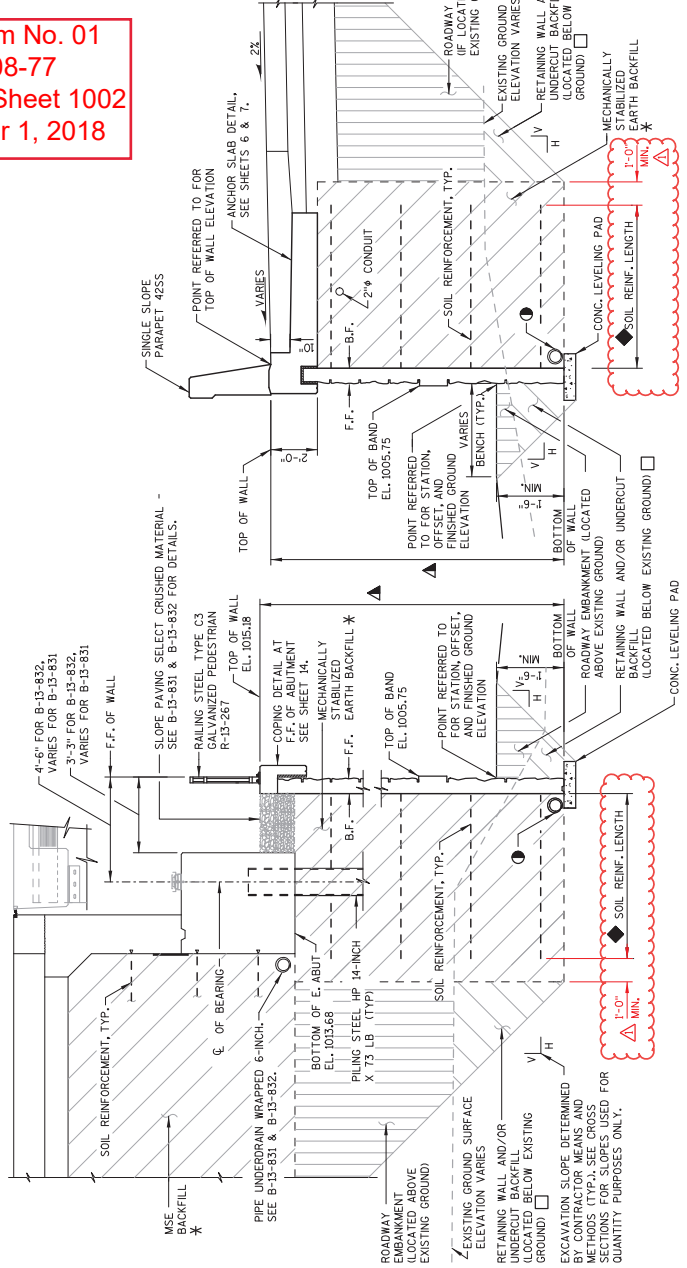 m No. 01
08-77
Sheet 1002
r 1, 2018
4'-6" FOR B-13-832,
VARIES FOR B-13-831
3'-3" FOR B-13-832,
VARIES FOR B-13-831
F.F. OF WALL
SLOPE PAVING SELECT CRUSHED MATERIAL -
SEE B-13-831 & B-13-832 FOR DETAILS.
RAILING STEEL TYPE C3
GALVANIZED PEDESTRIAN
R-13-267
TOP OF WALL
EL. 1015.18
COPING DETAIL AT
F.F. OF ABUTMENT
SEE SHEET 14.
MECHANICALLY
STABILIZED
EARTH BACKFILL *
F.F.
B.F.
TOP OF BAND
EL. 1005.75
POINT REFERRED TO
FOR STATION, OFFSET,
AND FINISHED GROUND
ELEVATION
BOTTOM
OF WALL
1'-6"
MIN.
V
H
ROADWAY EMBANKMENT (LOCATED
ABOVE EXISTING GROUND)
RETAINING WALL AND/OR UNDERCUT
BACKFILL
(LOCATED BELOW EXISTING GROUND)
CONC. LEVELING PAD
SOIL REINFORCEMENT, TYP.
MSE
BACKFILL
*
℄ OF BEARING
PIPE UNDERDRAIN WRAPPED 6-INCH.
SEE B-13-831 & B-13-832.
BOTTOM OF E. ABUT
EL. 1013.68
PILING STEEL HP 14-INCH
X 73 LB (TYP)
SOIL REINFORCEMENT, TYP.
ROADWAY
EMBANKMENT
(LOCATED ABOVE
EXISTING GROUND)
EXISTING GROUND SURFACE
ELEVATION VARIES
RETAINING WALL AND/OR
UNDERCUT BACKFILL
(LOCATED BELOW EXISTING
GROUND)
V
H
EXCAVATION SLOPE DETERMINED
BY CONTRACTOR MEANS AND
METHODS (TYP.). SEE CROSS
SECTIONS FOR SLOPES USED FOR
QUANTITY PURPOSES ONLY.
1'-0"
MIN.
1
SOIL REINF. LENGTH
SINGLE SLOPE
PARAPET 42SS
POINT REFERRED TO FOR
TOP OF WALL ELEVATION
ANCHOR SLAB DETAIL,
SEE SHEETS 6 & 7.
VARIES
2%
TOP OF WALL
2'-0"
10"
B.F.
F.F.
2"ø CONDUIT
TOP OF BAND
EL. 1005.75
SOIL REINFORCEMENT, TYP.
POINT REFERRED
TO FOR STATION,
OFFSET, AND
FINISHED GROUND
ELEVATION
VARIES
BENCH (TYP.)
V
H
1'-6"
MIN.
BOTTOM
OF WALL
ROADWAY
(IF LOCAT
EXISTING
EXISTING GROUND
ELEVATION VARIES
RETAINING WALL A
UNDERCUT BACKFI
(LOCATED BELOW
GROUND)
V
H
MECHANICALLY
STABILIZED
EARTH BACKFILL
*
CONC. LEVELING PAD
SOIL REINF. LENGTH
1'-0"
MIN.
1